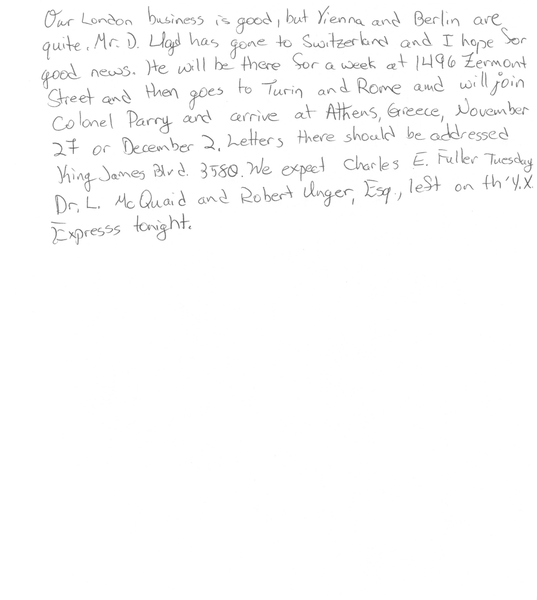 Our London business is good, but Vienna and Berlin are
quite. Mr. D. Lloyd has gone to Switzerland and I hope for
good news. He will be there for a week at 1496 Zermont
Street and then goes to Turin and Rome and will join
Colonel Parry and arrive at Athens, Greece, November
27 or December 2. Letters there should be addressed
King James Blvd. 3580. We expect Charles E. Fuller Tuesday
Dr. L. McQuaid and Robert Unger, Esq., left on th' Y.X.
Expresss tonight.